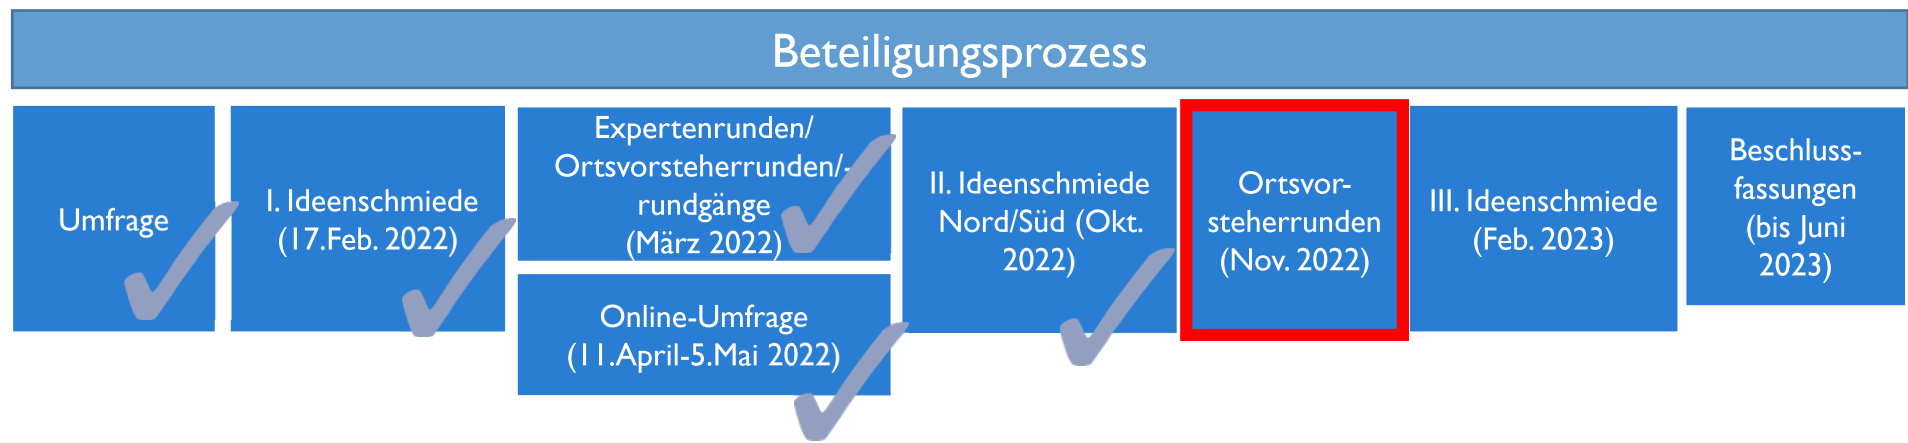 Beteiligungsprozess
Umfrage
I. Ideenschmiede
(17.Feb. 2022)
Expertenrunden/
Ortsvorsteherrunden/-
rundgänge
(März 2022)
Online-Umfrage
(11.April-5.Mai 2022)
II. Ideenschmiede
Nord/Süd (Okt.
2022)
Ortsvor-
steherrunden
(Nov. 2022)
III. Ideenschmiede
(Feb. 2023)
Beschluss-
fassungen
(bis Juni
2023)